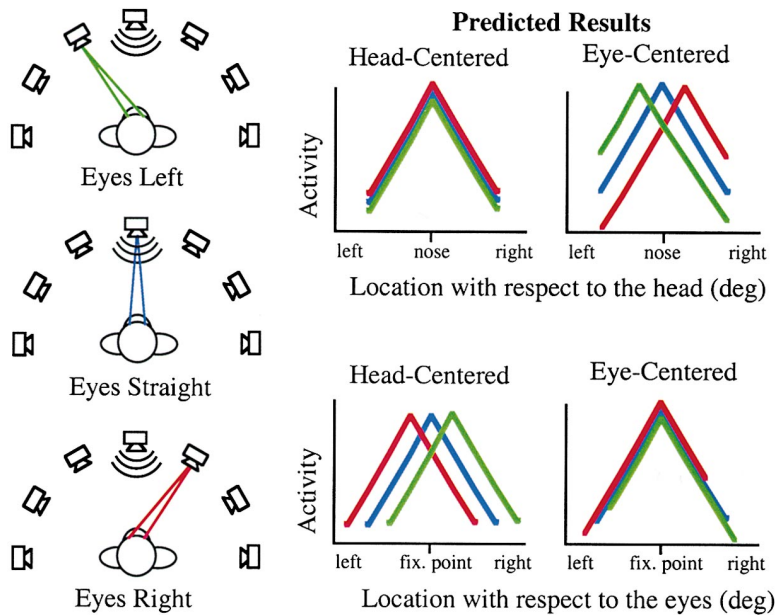 Predicted Results
Head-Centered
Eye-Centered
Activity
left
nose
right
left
nose
right
Location with respect to the head (deg)
Eyes Left
Eyes Straight
Head-Centered
Eye-Centered
Activity
left
fix. point
right
left
fix. point
right
Location with respect to the eyes (deg)
Eyes Right